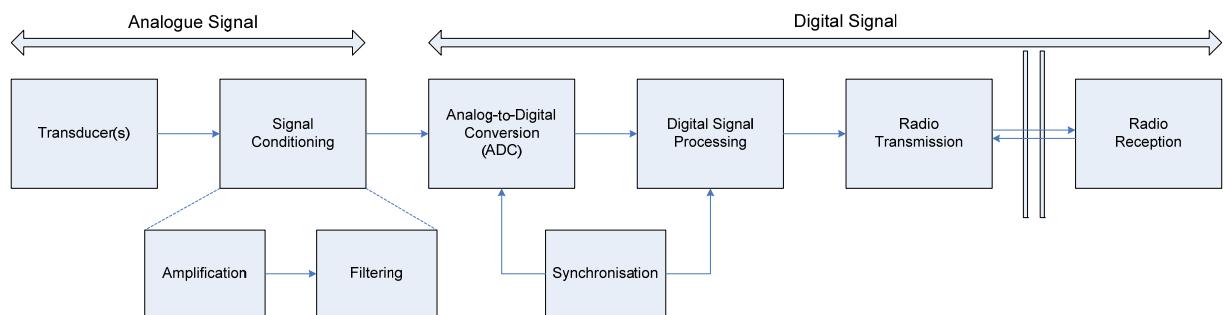 Analogue Signal
Digital Signal
Transducer(s)
Signal
Conditioning
Analog-to-Digital
Conversion
(ADC)
Digital Signal
Processing
Radio
Transmission
Radio
Reception
Amplification
Filtering
Synchronisation